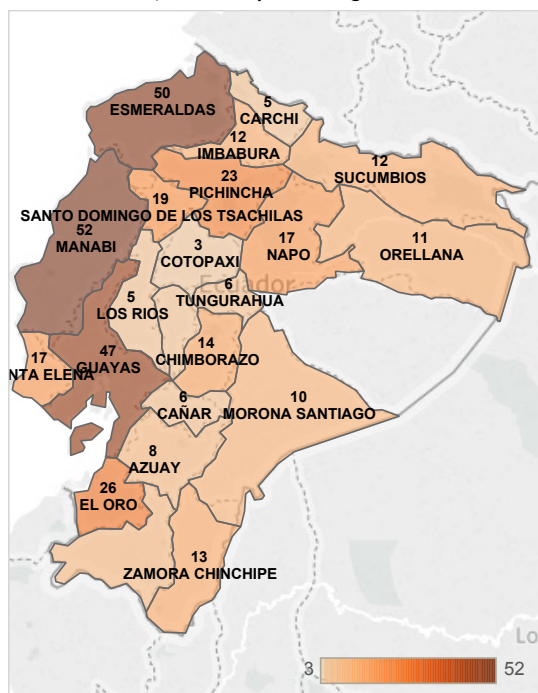 50
ESMERALDAS
5
CARCHI
12
IMBABURA
12
SUCUMBIOS
23
PICHINCHA
19
SANTO DOMINGO DE LOS TSACHILAS
52
MANABI
17
NAPO
11
ORELLANA
3
COTOPAXI
Ecuador
6
TUNGURAHUA
5
LOS RIOS
14
CHIMBORAZO
47
GUAYAS
17
NTA ELENA
6
CAÑAR
10
MORONA SANTIAGO
8
AZUAY
26
EL ORO
13
ZAMORA CHINCHIPE
Lo
3
52